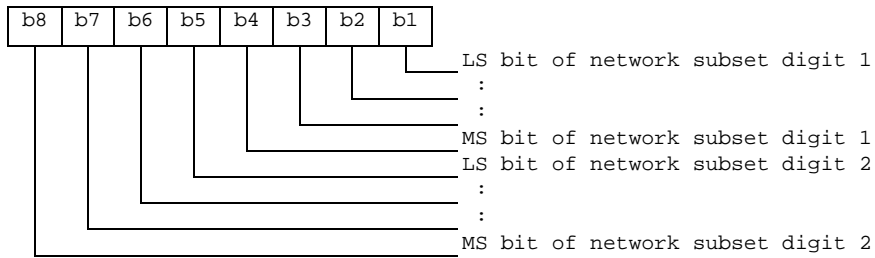 b8 b7 b6 b5 b4 b3 b2 b1
LS bit of network subset digit 1
:
:
MS bit of network subset digit 1
LS bit of network subset digit 2
:
:
MS bit of network subset digit 2